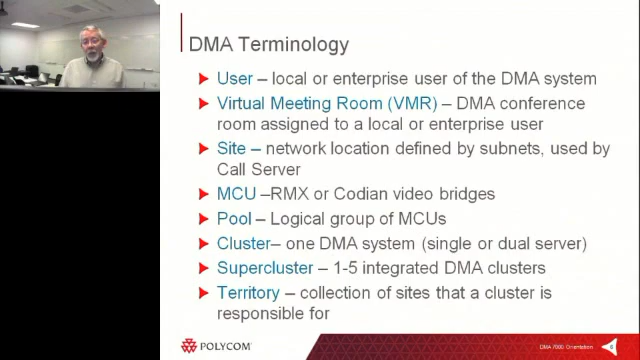 DMA Terminology
User – local or enterprise user of the DMA system
Virtual Meeting Room (VMR) – DMA conference
room assigned to a local or enterprise user
Site – network location defined by subnets, used by
Call Server
MCU –RMX or Codian video bridges
Pool – Logical group of MCUs
Cluster– one DMA system (single or dual server)
Supercluster – 1-5 integrated DMA clusters
Territory – collection of sites that a cluster is
responsible for
POLYCOM
DMA 7000 Orientation